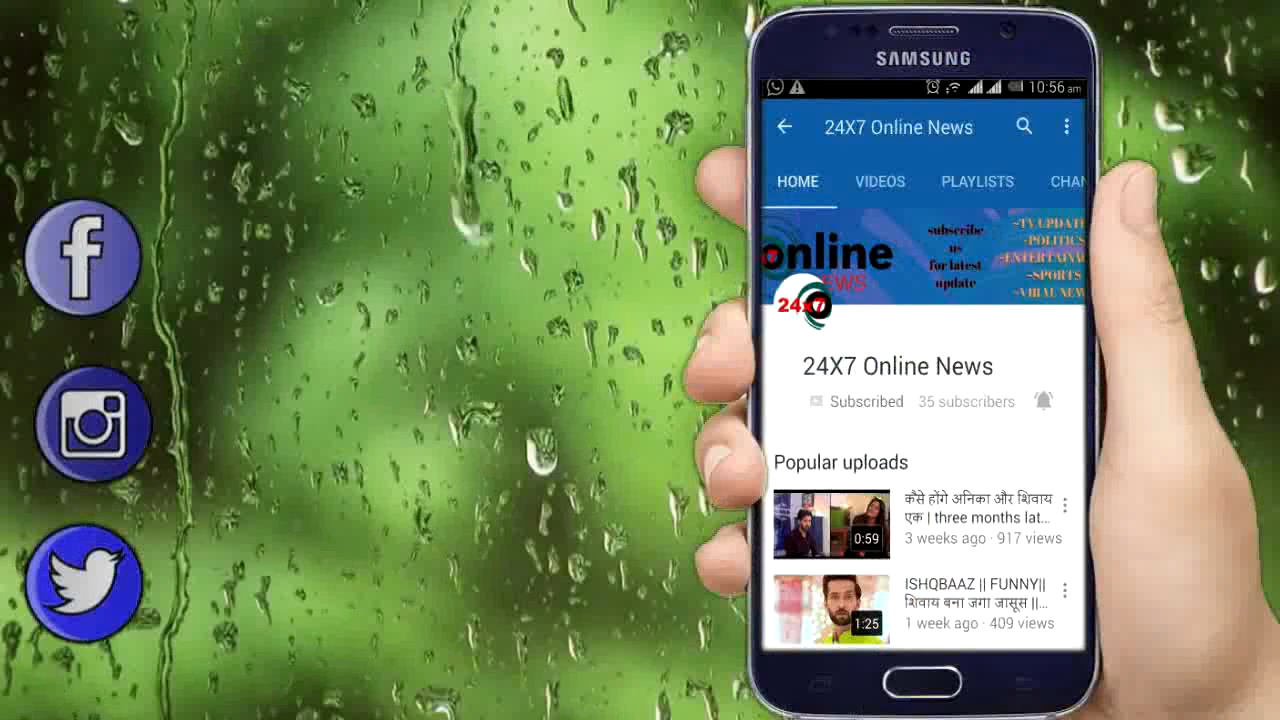 SAMSUNG
10:56 am
24X7 Online News
HOME VIDEOS PLAYLISTS CHAN
online
NEWS
subscribe
us
for latest
update
~TV UPDATE
~POLITICS
~ENTERTAINM
~SPORTS
~VIRAL NEW
24x7
24X7 Online News
Subscribed 35 subscribers
Popular uploads
0:59
कैसे होंगे अनिका और शिवाय
एक | three months lat...
3 weeks ago · 917 views
1:25
ISHQBAAZ || FUNNY||
शिवाय बना जगा जासूस ||...
1 week ago · 409 views